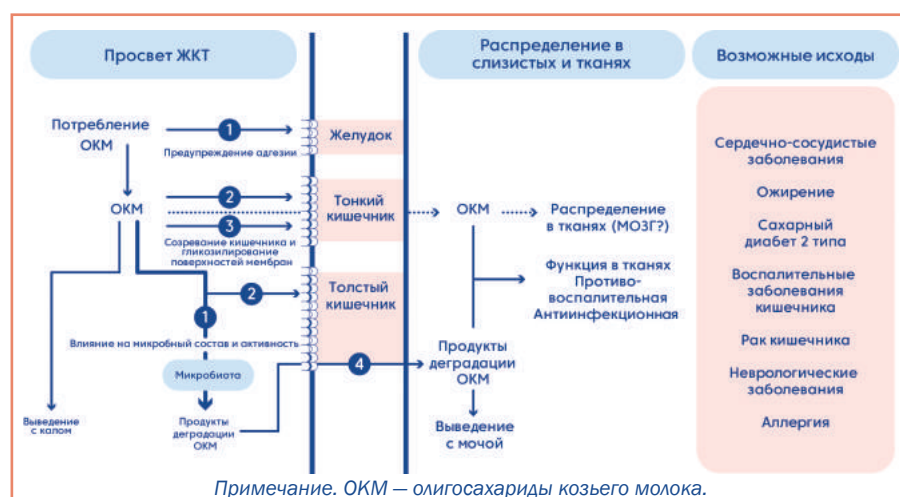 Просвет ЖКТ
Распределение в
слизистых и тканях
Возможные исходы
Потребление
ОКМ
1
Предупреждение адгезии
Желудок
ОКМ
2
3
Созревание кишечника и
гликозилирование
поверхностей мембран
Тонкий
кишечник
2
Толстый
кишечник
1
Влияние на микробный состав и активность
Микробиота
4
Выведение
с калом
Продукты
деградации
ОКМ
ОКМ
Распределение
в тканях (МОЗГ?)
Функция в тканях
Противо-
воспалительная
Антиинфекционная
Продукты
деградации
ОКМ
Выведение
с мочой
Сердечно-сосудистые
заболевания
Ожирение
Сахарный
диабет 2 типа
Воспалительные
заболевания
кишечника
Рак кишечника
Неврологические
заболевания
Аллергия
Примечание. ОКМ — олигосахариды козьего молока.